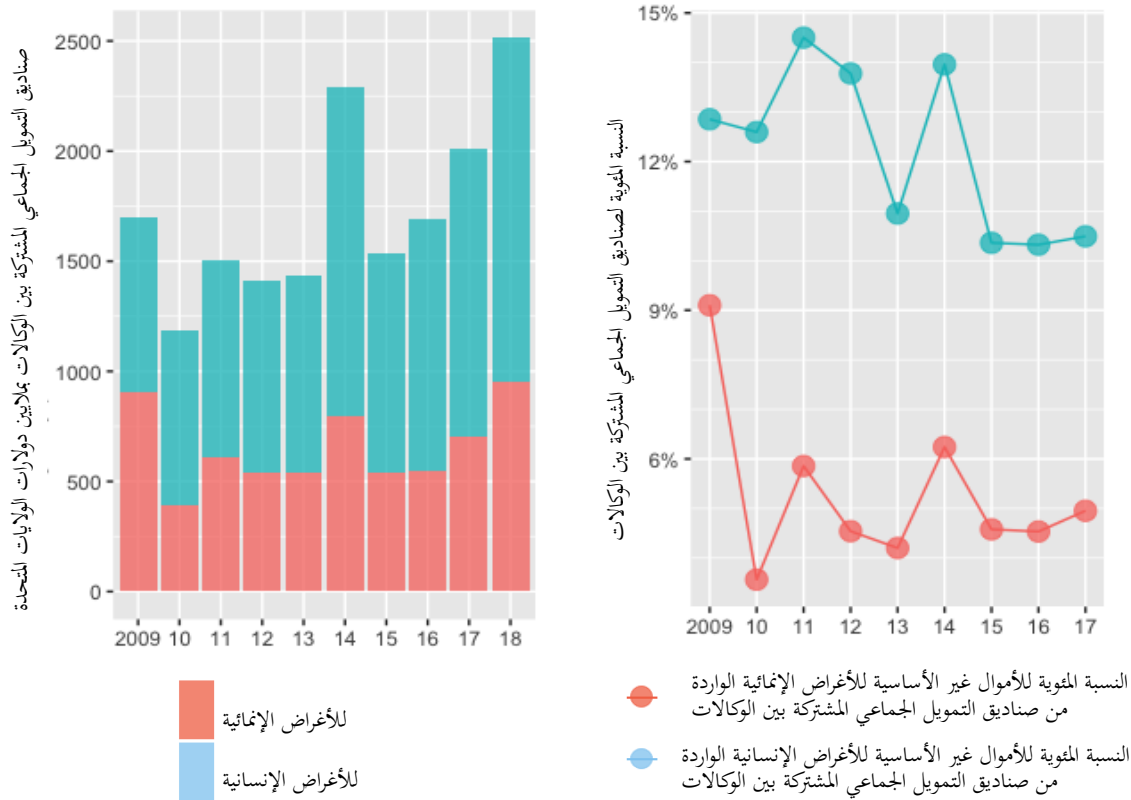 صناديق التمويل الجماعي المشتركة بين الوكالات بملايين دولارات الولايات المتحدة
2500
2000
1500
1000
500
0
2009 10 11 12 13 14 15 16 17 18
للأغراض الإنمائية
للأغراض الإنسانية
النسبة المئوية لصناديق التمويل الجماعي المشتركة بين الوكالات
15%
12%
9%
6%
2009 10 11 12 13 14 15 16 17
النسبة المئوية للأموال غير الأساسية للأغراض الإنمائية الواردة
من صناديق التمويل الجماعي المشتركة بين الوكالات
النسبة المئوية للأموال غير الأساسية للأغراض الإنسانية الواردة
من صناديق التمويل الجماعي المشتركة بين الوكالات